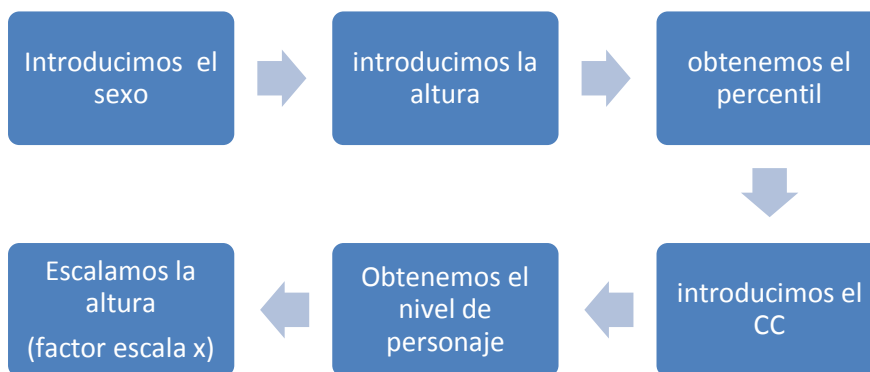 Introducimos el
sexo
introducimos la
altura
obtenemos el
percentil
introducimos el
CC
Obtenemos el
nivel de
personaje
Escalamos la
altura
(factor escala x)